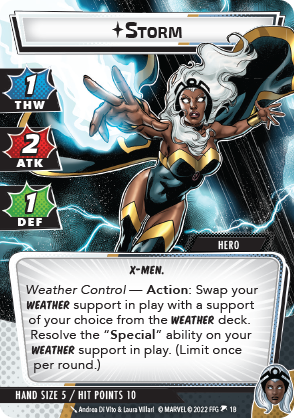 Storm
1
THW
2
ATK
1
DEF
HERO
X-MEN.
Weather Control — Action: Swap your
WEATHER support in play with a support
of your choice from the WEATHER deck.
Resolve the “Special” ability on your
WEATHER support in play. (Limit once
per round.)
HAND SIZE 5 / HIT POINTS 10
Andrea Di Vito & Laura Villari © MARVEL © 2022 FFG 1B